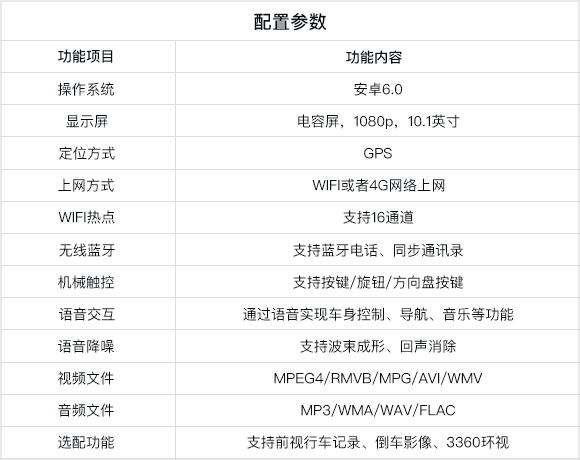 配置参数
功能项目 功能内容
操作系统 安卓6.0
显示屏 电容屏，1080p，10.1英寸
定位方式 GPS
上网方式 WIFI或者4G网络上网
WIFI热点 支持16通道
无线蓝牙 支持蓝牙电话、同步通讯录
机械触控 支持按键/旋钮/方向盘按键
语音交互 通过语音实现车身控制、导航、音乐等功能
语音降噪 支持波束成形、回声消除
视频文件 MPEG4/RMVB/MPG/AVI/WMV
音频文件 MP3/WMA/WAV/FLAC
选配功能 支持前视行车记录、倒车影像、3360环视